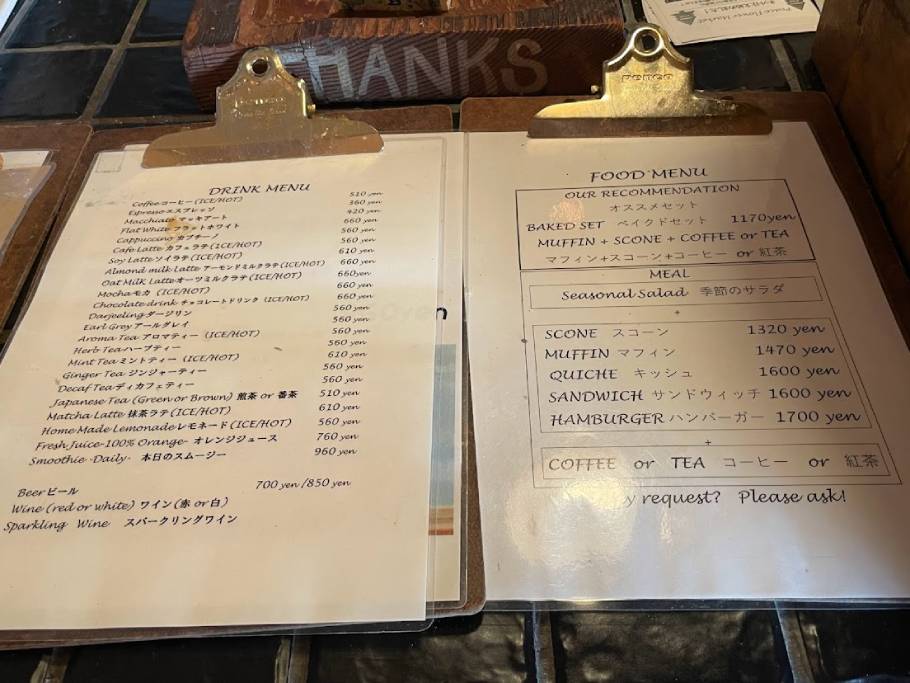 THANKS
DRINK MENU
Coffee コーヒー (ICE/HOT) 510 yen
Espresso エスプレッソ 360 yen
Macchiato マッキアート 420 yen
Flat White フラットホワイト 660 yen
Cappuccino カプチーノ 560 yen
Cafe Latte カフェラテ (ICE/HOT) 560 yen
Soy Latte ソイラテ (ICE/HOT) 610 yen
Almond milk Latte アーモンドミルクラテ (ICE/HOT) 660 yen
Oat Milk Latte オーツミルクラテ (ICE/HOT) 660yen
Mocha モカ (ICE/HOT) 660 yen
Chocolate drink チョコレートドリンク (ICE/HOT) 660 yen
Darjeeling ダージリン 560 yen
Earl Grey アールグレイ 560 yen
Aroma Tea アロマティー (ICE/HOT) 560 yen
Herb Tea ハーブティー 560 yen
Mint Tea ミントティー (ICE/HOT) 610 yen
Ginger Tea ジンジャーティー 560 yen
Decaf Tea ディカフェティー 560 yen
Japanese Tea (Green or Brown) 煎茶 or 番茶 510 yen
Matcha Latte 抹茶ラテ (ICE/HOT) 610 yen
Home Made Lemonade レモネード (ICE/HOT) 560 yen
Fresh Juice-100% Orange- オレンジジュース 760 yen
Smoothie -Daily- 本日のスムージー 960 yen
Beer ビール 700 yen /850 yen
Wine (red or white) ワイン (赤 or 白)
Sparkling Wine スパークリングワイン
FOOD MENU
OUR RECOMMENDATION
オススメセット
BAKED SET ベイクドセット 1170yen
MUFFIN + SCONE + COFFEE or TEA
マフィン+スコーン+コーヒー or 紅茶
MEAL
Seasonal Salad 季節のサラダ
+
SCONE スコーン 1320 yen
MUFFIN マフィン 1470 yen
QUICHE キッシュ 1600 yen
SANDWICH サンドウィッチ 1600 yen
HAMBURGER ハンバーガー 1700 yen
+
COFFEE or TEA コーヒー or 紅茶
request? Please ask!